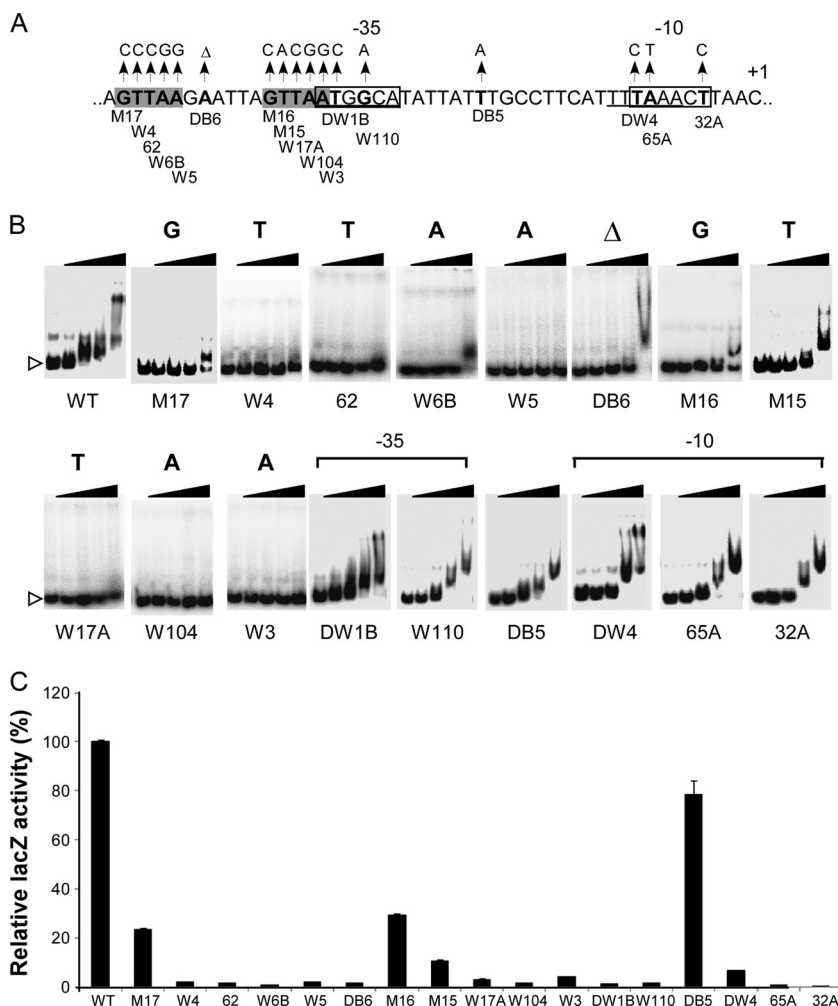 A
-35
-10
CCCGG Δ CACGGC A A CT C
+1
..AGTTAAGAATTAGTTAATGGCATATTATTTGCCTTCATTTTAAACTTAAC..
M17 DB6 M16 DW1B DB5 DW4 32A
W4 M15 W110 65A
62 W17A
W6B W104
W5 W3
B
G T T A A Δ G T
WT M17 W4 62 W6B W5 DB6 M16 M15
-35 -10
T A A
W17A W104 W3 DW1B W110 DB5 DW4 65A 32A
C
Relative lacZ activity (%)
120
100
80
60
40
20
0
WT M17 W4 62 W6B W5 DB6 M16 M15 W17A W104 W3 DW1B W110 DB5 DW4 65A 32A